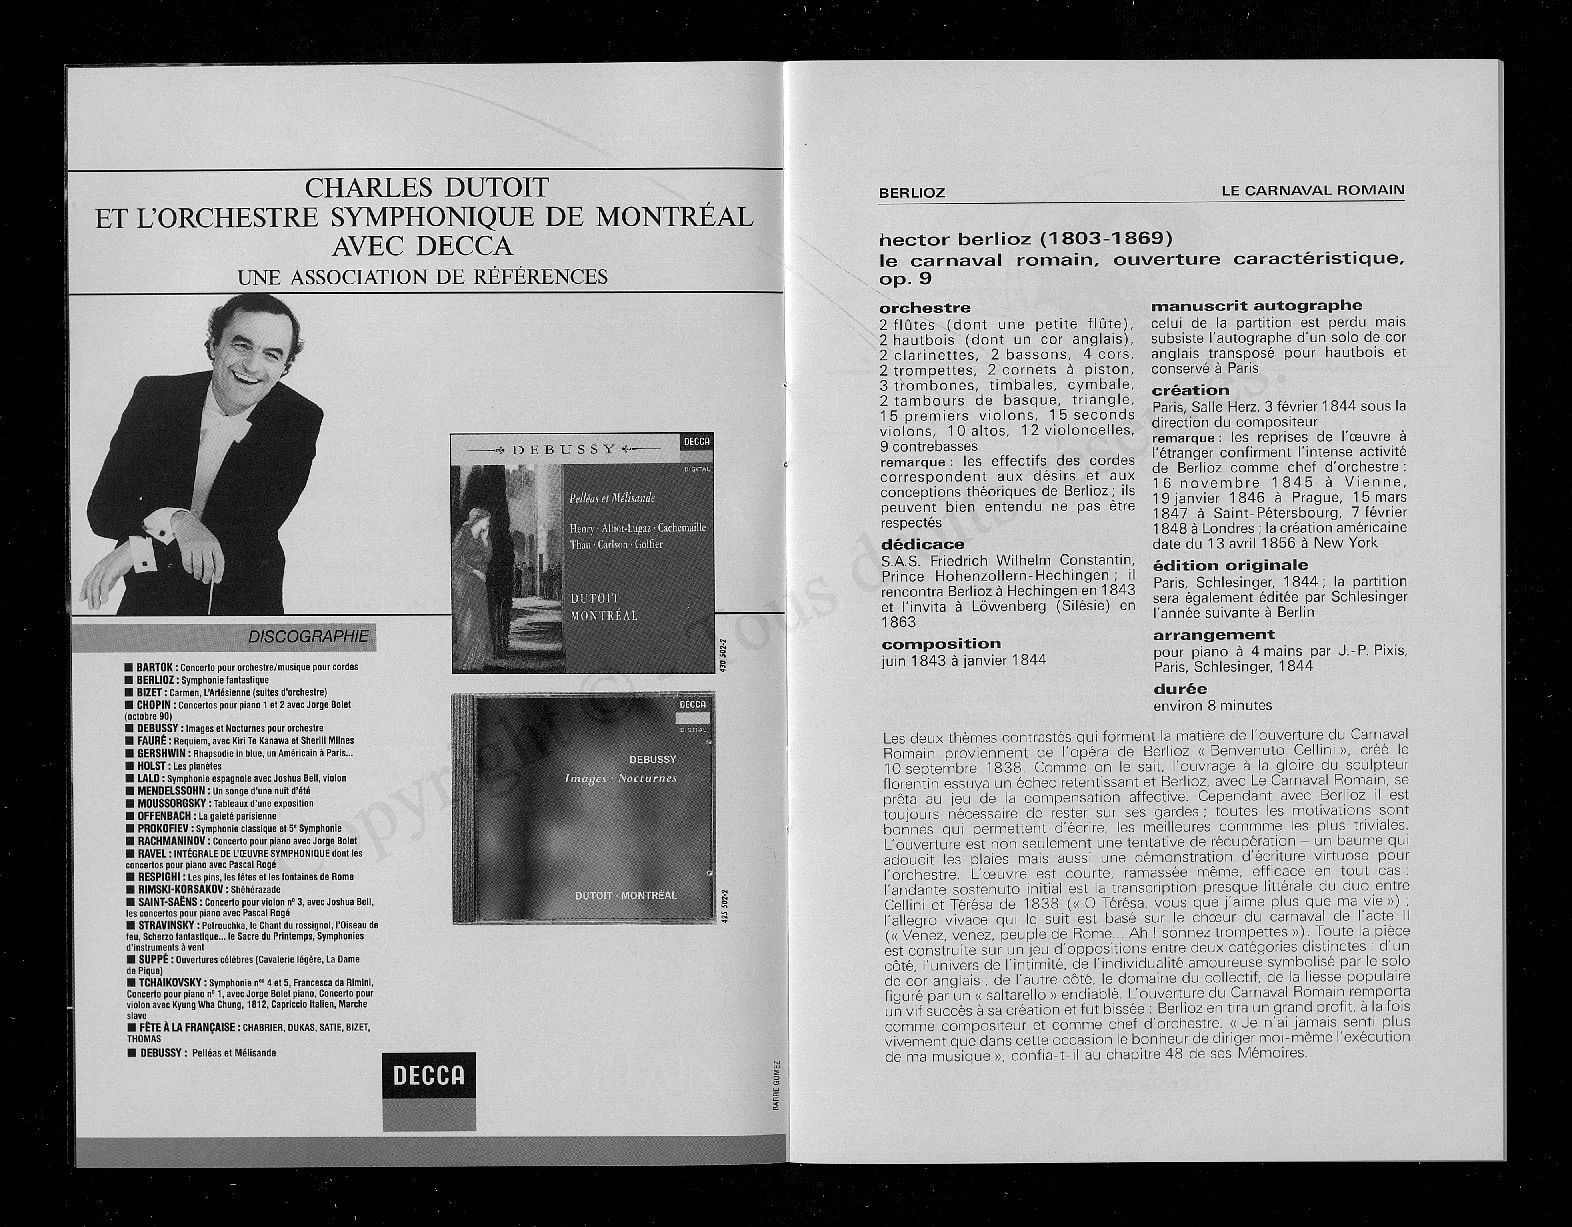 CHARLES DUTOIT
ET L'ORCHESTRE SYMPHONIQUE DE MONTRÉAL
AVEC DECCA
UNE ASSOCIATION DE RÉFÉRENCES
DECCA
DEBUSSY
DIGITAL
Pelléas et Mélisande
Henry · Alliot-Lugaz · Cachemaille
Thau · Carlson · Golfier
DUTOIT
MONTRÉAL
430 502-2
DECCA
DIGITAL
DEBUSSY
Images · Nocturnes
DUTOIT · MONTRÉAL
425 502-2
DISCOGRAPHIE
■ BARTOK : Concerto pour orchestre/musique pour cordes
■ BERLIOZ : Symphonie fantastique
■ BIZET : Carmen, L'Arlésienne (suites d'orchestre)
■ CHOPIN : Concertos pour piano 1 et 2 avec Jorge Bolet
(octobre 90)
■ DEBUSSY : Images et Nocturnes pour orchestre
■ FAURÉ : Requiem, avec Kiri Te Kanawa et Sherill Milnes
■ GERSHWIN : Rhapsodie in blue, un Américain à Paris...
■ HOLST : Les planètes
■ LALO : Symphonie espagnole avec Joshua Bell, violon
■ MENDELSSOHN : Un songe d'une nuit d'été
■ MOUSSORGSKY : Tableaux d'une exposition
■ OFFENBACH : La gaieté parisienne
■ PROKOFIEV : Symphonie classique et 5e Symphonie
■ RACHMANINOV : Concerto pour piano avec Jorge Bolet
■ RAVEL : INTÉGRALE DE L'ŒUVRE SYMPHONIQUE dont les
concertos pour piano avec Pascal Rogé
■ RESPIGHI : Les pins, les fêtes et les fontaines de Rome
■ RIMSKI-KORSAKOV : Shéhérazade
■ SAINT-SAËNS : Concerto pour violon n° 3, avec Joshua Bell,
les concertos pour piano avec Pascal Rogé
■ STRAVINSKY : Petrouchka, le Chant du rossignol, l'Oiseau de
feu, Scherzo fantastique... le Sacre du Printemps, Symphonies
d'instruments à vent
■ SUPPÉ : Ouvertures célèbres (Cavalerie légère, La Dame
de Pique)
■ TCHAIKOVSKY : Symphonie nos 4 et 5, Francesca da Rimini,
Concerto pour piano n° 1, avec Jorge Bolet piano, Concerto pour
violon avec Kyung Wha Chung, 1812, Capriccio Italien, Marche
slave
■ FÊTE À LA FRANÇAISE : CHABRIER, DUKAS, SATIE, BIZET,
THOMAS
■ DEBUSSY : Pelléas et Mélisande
DECCA
BARRE GOMEZ
BERLIOZ LE CARNAVAL ROMAIN
hector berlioz (1803-1869)
le carnaval romain, ouverture caractéristique,
op. 9
orchestre
2 flûtes (dont une petite flûte),
2 hautbois (dont un cor anglais),
2 clarinettes, 2 bassons, 4 cors,
2 trompettes, 2 cornets à piston,
3 trombones, timbales, cymbale,
2 tambours de basque, triangle,
15 premiers violons, 15 seconds
violons, 10 altos, 12 violoncelles,
9 contrebasses
remarque : les effectifs des cordes
correspondent aux désirs et aux
conceptions théoriques de Berlioz ; ils
peuvent bien entendu ne pas être
respectés
dédicace
S.A.S. Friedrich Wilhelm Constantin,
Prince Hohenzollern-Hechingen ; il
rencontra Berlioz à Hechingen en 1843
et l'invita à Löwenberg (Silésie) en
1863
composition
juin 1843 à janvier 1844
manuscrit autographe
celui de la partition est perdu mais
subsiste l'autographe d'un solo de cor
anglais transposé pour hautbois et
conservé à Paris
création
Paris, Salle Herz, 3 février 1844 sous la
direction du compositeur
remarque : les reprises de l'œuvre à
l'étranger confirment l'intense activité
de Berlioz comme chef d'orchestre :
16 novembre 1845 à Vienne,
19 janvier 1846 à Prague, 15 mars
1847 à Saint-Pétersbourg, 7 février
1848 à Londres ; la création américaine
date du 13 avril 1856 à New York
édition originale
Paris, Schlesinger, 1844 ; la partition
sera également éditée par Schlesinger
l'année suivante à Berlin
arrangement
pour piano à 4 mains par J.-P. Pixis,
Paris, Schlesinger, 1844
durée
environ 8 minutes
Les deux thèmes contrastés qui forment la matière de l'ouverture du Carnaval
Romain proviennent de l'opéra de Berlioz « Benvenuto Cellini », créé le
10 septembre 1838. Comme on le sait, l'ouvrage à la gloire du sculpteur
florentin essuya un échec retentissant et Berlioz, avec Le Carnaval Romain, se
prêta au jeu de la compensation affective. Cependant avec Berlioz il est
toujours nécessaire de rester sur ses gardes ; toutes les motivations sont
bonnes qui permettent d'écrire, les meilleures commme les plus triviales.
L'ouverture est non seulement une tentative de récupération – un baume qui
adoucit les plaies mais aussi une démonstration d'écriture virtuose pour
l'orchestre. L'œuvre est courte, ramassée même, efficace en tout cas :
l'andante sostenuto initial est la transcription presque littérale du duo entre
Cellini et Térésa de 1838 (« O Térésa, vous que j'aime plus que ma vie ») ;
l'allegro vivace qui le suit est basé sur le chœur du carnaval de l'acte II
(« Venez, venez, peuple de Rome... Ah ! sonnez trompettes »). Toute la pièce
est construite sur un jeu d'oppositions entre deux catégories distinctes : d'un
côté, l'univers de l'intimité, de l'individualité amoureuse symbolisé par le solo
de cor anglais ; de l'autre côté, le domaine du collectif, de la liesse populaire
figuré par un « saltarello » endiablé. L'ouverture du Carnaval Romain remporta
un vif succès à sa création et fut bissée ; Berlioz en tira un grand profit, à la fois
comme compositeur et comme chef d'orchestre. « Je n'ai jamais senti plus
vivement que dans cette occasion le bonheur de diriger moi-même l'exécution
de ma musique », confia-t-il au chapitre 48 de ses Mémoires.